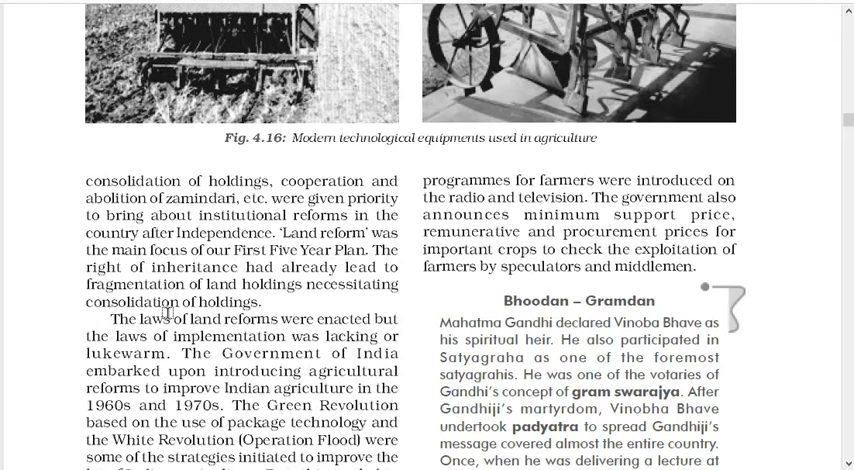 Fig. 4.16: Modern technological equipments used in agriculture
consolidation of holdings, cooperation and
abolition of zamindari, etc. were given priority
to bring about institutional reforms in the
country after Independence. 'Land reform' was
the main focus of our First Five Year Plan. The
right of inheritance had already lead to
fragmentation of land holdings necessitating
consolidation of holdings.
The laws of land reforms were enacted but
the laws of implementation was lacking or
lukewarm. The Government of India
embarked upon introducing agricultural
reforms to improve Indian agriculture in the
1960s and 1970s. The Green Revolution
based on the use of package technology and
the White Revolution (Operation Flood) were
some of the strategies initiated to improve the
programmes for farmers were introduced on
the radio and television. The government also
announces minimum support price,
remunerative and procurement prices for
important crops to check the exploitation of
farmers by speculators and middlemen.
Bhoodan – Gramdan
Mahatma Gandhi declared Vinoba Bhave as
his spiritual heir. He also participated in
Satyagraha as one of the foremost
satyagrahis. He was one of the votaries of
Gandhi's concept of gram swarajya. After
Gandhiji's martyrdom, Vinobha Bhave
undertook padyatra to spread Gandhiji's
message covered almost the entire country.
Once, when he was delivering a lecture at